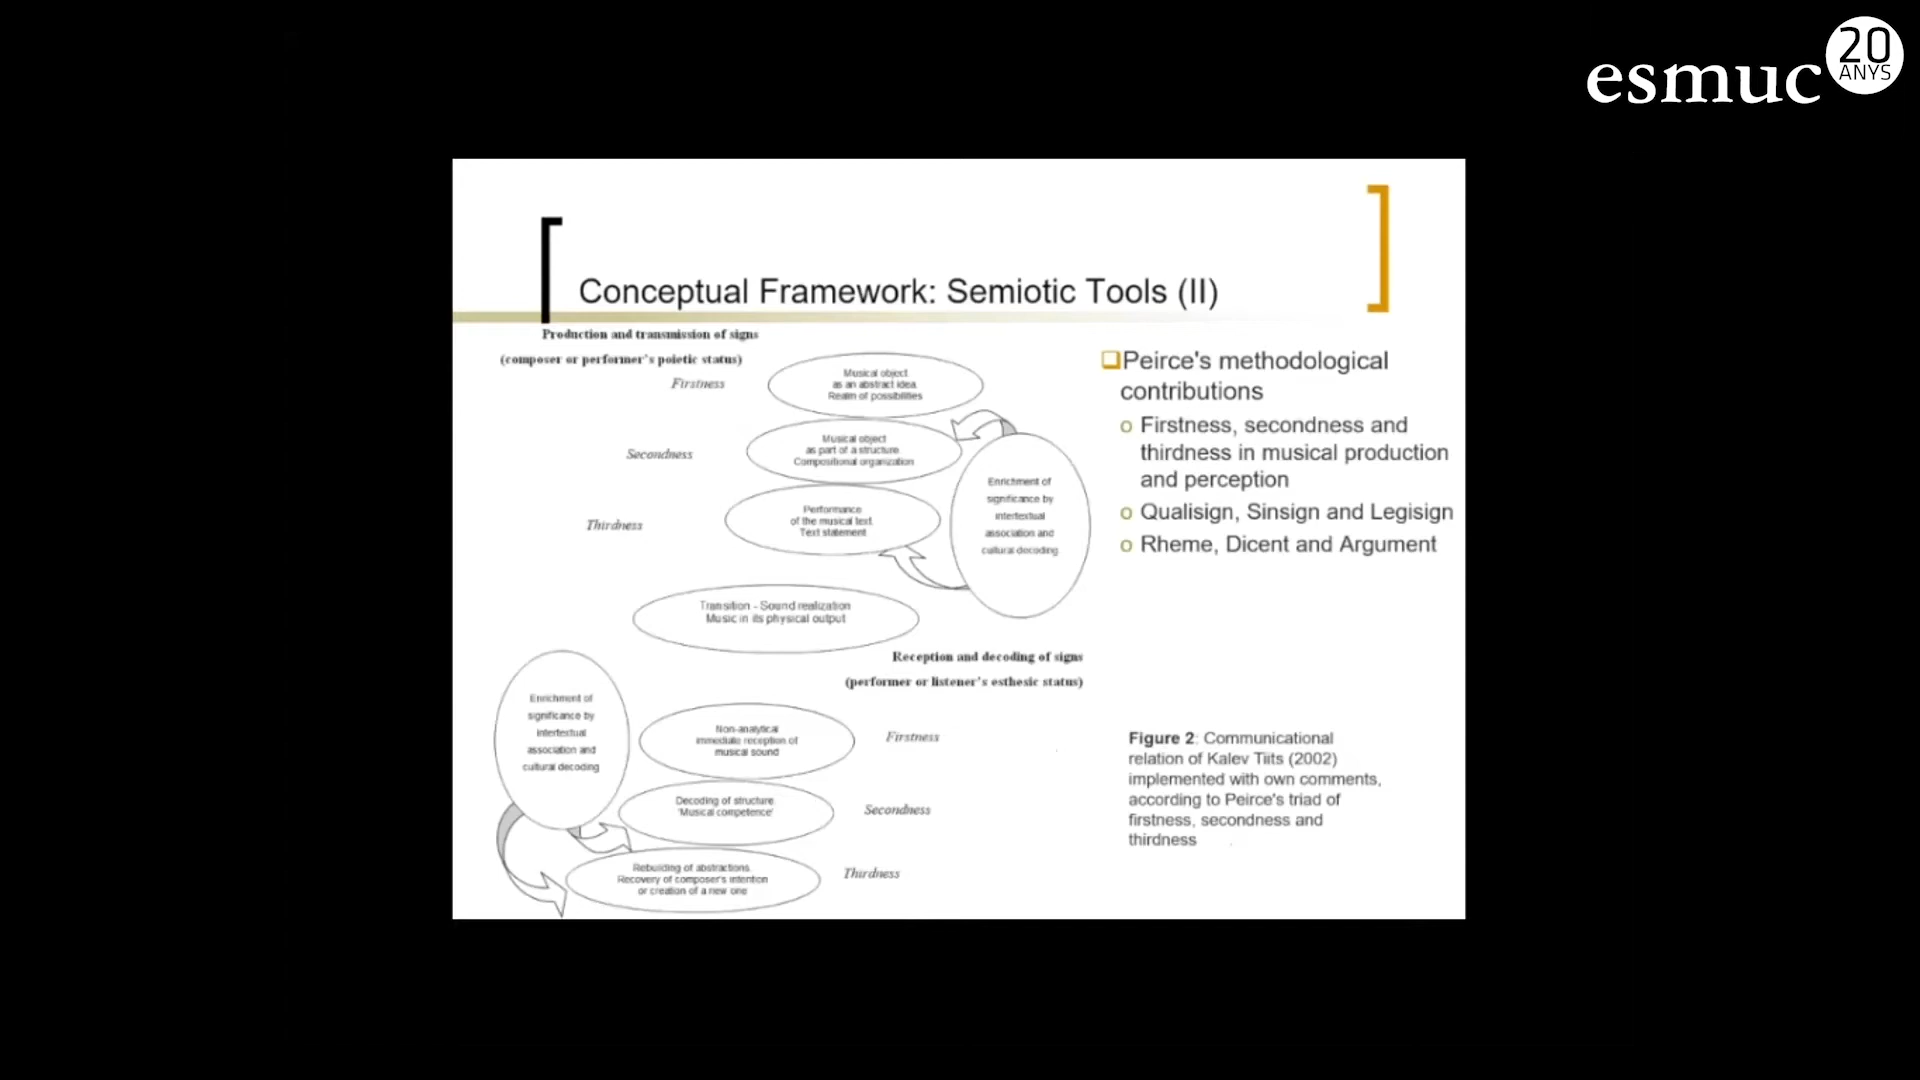 esmuc
20
ANYS
Conceptual Framework: Semiotic Tools (II)
Production and transmission of signs
(composer or performer's poietic status)
Firstness
Musical object
as an abstract idea
Realm of possibilities
Secondness
Musical object
as part of a structure
Compositional organization
Thirdness
Performance
of the musical text
Text statement
Enrichment of
significance by
intertextual
association and
cultural decoding
Transition - Sound realization
Music in its physical output
Reception and decoding of signs
(performer or listener's esthesic status)
Enrichment of
significance by
intertextual
association and
cultural decoding
Non-analytical
immediate reception of
musical sound
Firstness
Decoding of structure
'Musical competence'
Secondness
Rebuilding of abstractions.
Recovery of composer's intention
or creation of a new one
Thirdness
Peirce's methodological
contributions
o Firstness, secondness and
thirdness in musical production
and perception
o Qualisign, Sinsign and Legisign
o Rheme, Dicent and Argument
Figure 2: Communicational
relation of Kalev Tiits (2002)
implemented with own comments,
according to Peirce's triad of
firstness, secondness and
thirdness